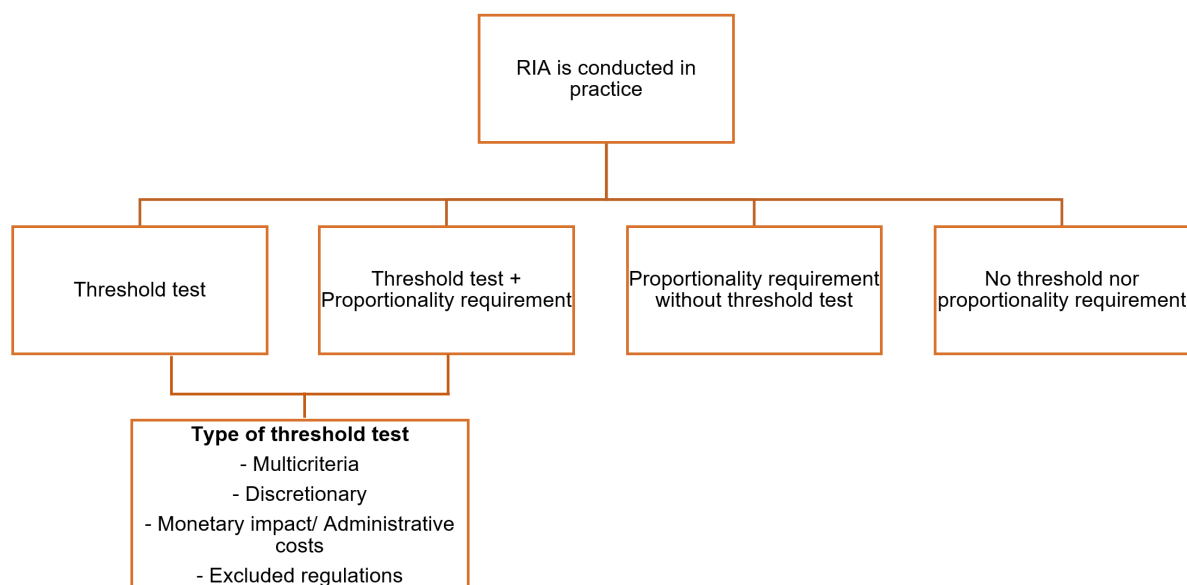 RIA is conducted in
practice
Threshold test
Threshold test +
Proportionality requirement
Proportionality requirement
without threshold test
No threshold nor
proportionality requirement
Type of threshold test
- Multicriteria
- Discretionary
- Monetary impact/ Administrative
costs
- Excluded regulations